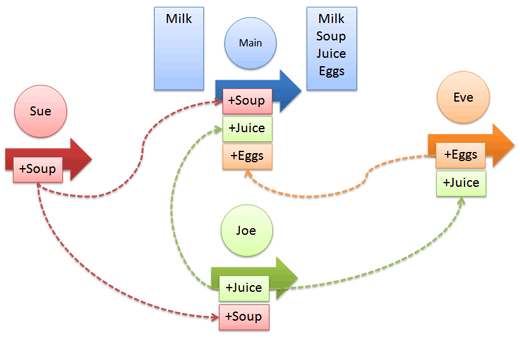 Milk
Main
Milk
Soup
Juice
Eggs
Sue
+Soup
+Soup
+Juice
+Eggs
Eve
+Eggs
+Juice
Joe
+Juice
+Soup